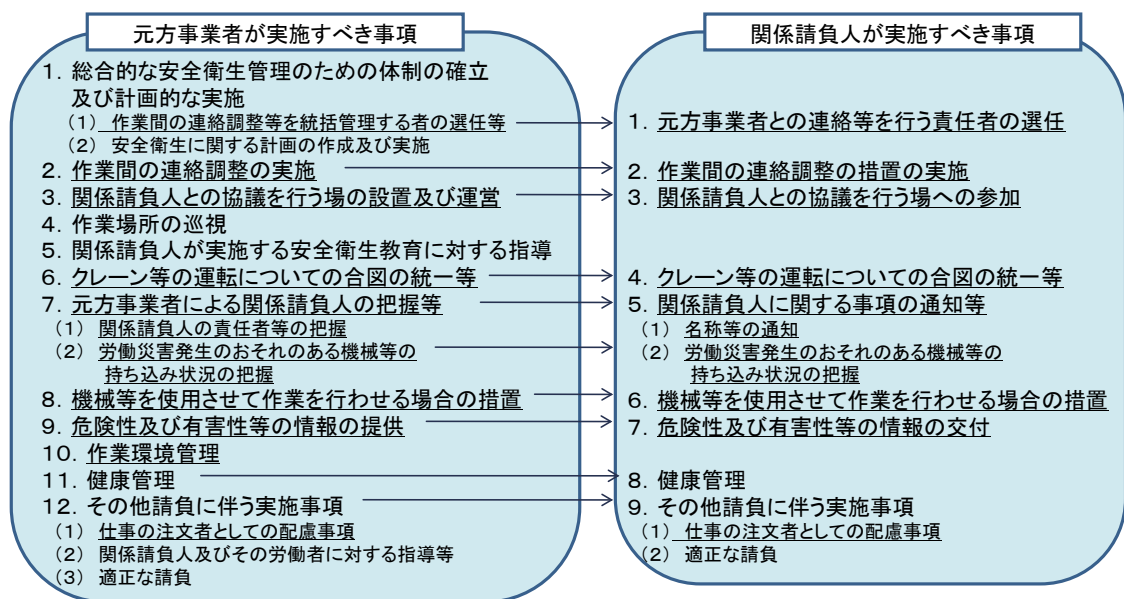 元方事業者が実施すべき事項
1．総合的な安全衛生管理のための体制の確立
及び計画的な実施
（1） 作業間の連絡調整等を統括管理する者の選任等
（2） 安全衛生に関する計画の作成及び実施
2．作業間の連絡調整の実施
3．関係請負人との協議を行う場の設置及び運営
4．作業場所の巡視
5．関係請負人が実施する安全衛生教育に対する指導
6．クレーン等の運転についての合図の統一等
7．元方事業者による関係請負人の把握等
（1） 関係請負人の責任者等の把握
（2） 労働災害発生のおそれのある機械等の
持ち込み状況の把握
8．機械等を使用させて作業を行わせる場合の措置
9．危険性及び有害性等の情報の提供
10．作業環境管理
11．健康管理
12．その他請負に伴う実施事項
（1） 仕事の注文者としての配慮事項
（2） 関係請負人及びその労働者に対する指導等
（3） 適正な請負
関係請負人が実施すべき事項
1．元方事業者との連絡等を行う責任者の選任
2．作業間の連絡調整の措置の実施
3．関係請負人との協議を行う場への参加
4．クレーン等の運転についての合図の統一等
5．関係請負人に関する事項の通知等
（1） 名称等の通知
（2） 労働災害発生のおそれのある機械等の
持ち込み状況の把握
6．機械等を使用させて作業を行わせる場合の措置
7．危険性及び有害性等の情報の交付
8．健康管理
9．その他請負に伴う実施事項
（1） 仕事の注文者としての配慮事項
（2） 適正な請負